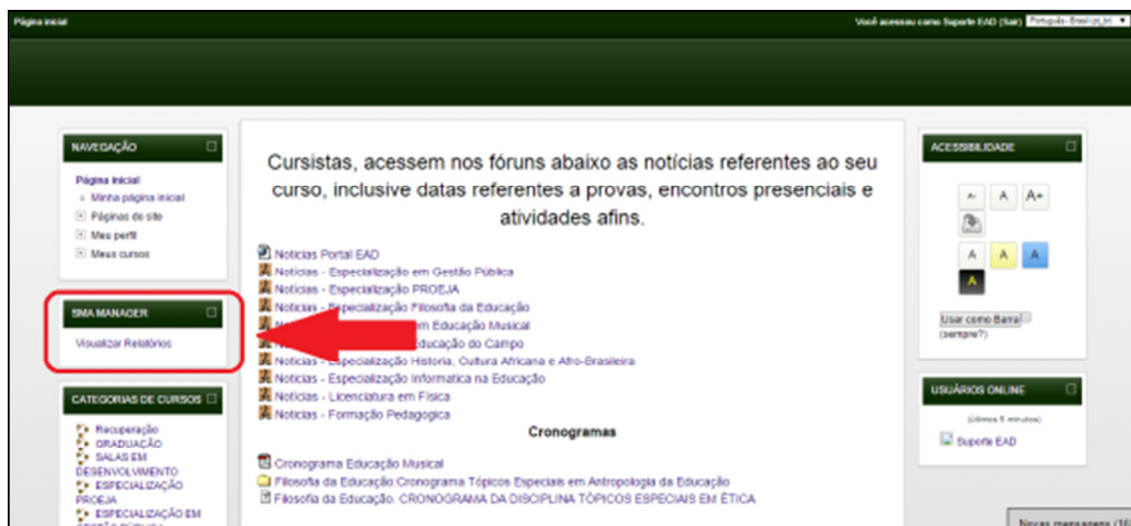 Página inicial
Você acessou como Suporte EAD (Sair)
NAVEGAÇÃO
Página inicial
Minha página inicial
Páginas do site
Meu perfil
Meus cursos
SMA MANAGER
Visualizar Relatórios
CATEGORIAS DE CURSOS
Recuperação
GRADUAÇÃO
SALAS EM
DESENVOLVIMENTO
ESPECIALIZAÇÃO
PROEJA
ESPECIALIZAÇÃO EM
Cursistas, acessem nos fóruns abaixo as notícias referentes ao seu
curso, inclusive datas referentes a provas, encontros presenciais e
atividades afins.
Noticias Portal EAD
Notícias - Especialização em Gestão Pública
Notícias - Especialização PROEJA
Noticias - Especialização Filosofia da Educação
em Educação Musical
Educação do Campo
Noticias - Especialização Historia, Cultura Africana e Afro-Brasileira
Noticias - Especialização Informatica na Educação
Noticias - Licenciatura em Física
Noticias - Formação Pedagogica
Cronogramas
Cronograma Educação Musical
Filosofia da Educação Cronograma Tópicos Especiais em Antropologia da Educação
Filosofia da Educação. CRONOGRAMA DA DISCIPLINA TÓPICOS ESPECIAIS EM ÉTICA
ACESSIBILIDADE
A- A A+
A A A
A
Usar como Barra
(sempre?)
USUÁRIOS ONLINE
(últimos 5 minutos)
Suporte EAD
Novas mensagens